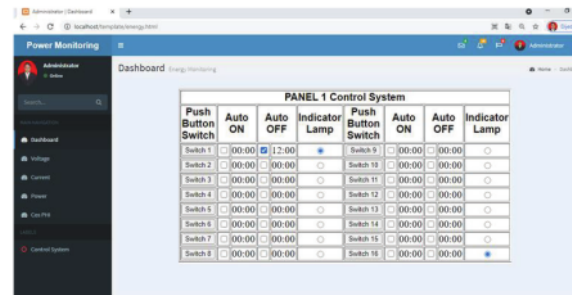 Administrator | Dashboard
localhost/template/energy.html
Power Monitoring
Administrator
Administrator
Online
Dashboard Energy Monitoring
Home
Search...
MAIN NAVIGATION
Dashboard
Voltage
Current
Power
Cos Phi
LABELS
Control System
PANEL 1 Control System
Push Button Switch Auto ON Auto OFF Indicator Lamp Push Button Switch Auto ON Auto OFF Indicator Lamp
Switch 1 00:00 12:00 Switch 9 00:00 00:00
Switch 2 00:00 00:00 Switch 10 00:00 00:00
Switch 3 00:00 00:00 Switch 11 00:00 00:00
Switch 4 00:00 00:00 Switch 12 00:00 00:00
Switch 5 00:00 00:00 Switch 13 00:00 00:00
Switch 6 00:00 00:00 Switch 14 00:00 00:00
Switch 7 00:00 00:00 Switch 15 00:00 00:00
Switch 8 00:00 00:00 Switch 16 00:00 00:00